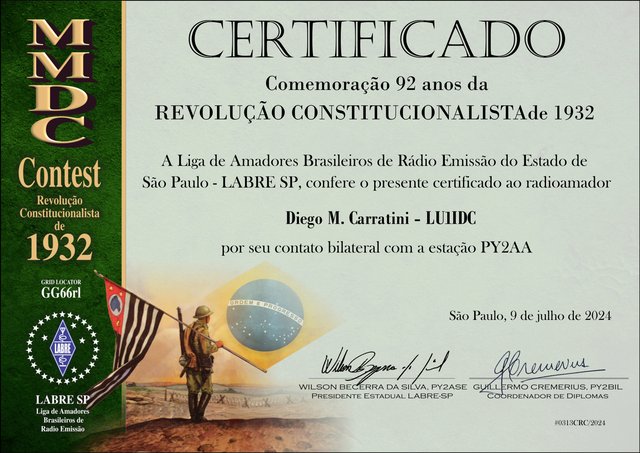 MMDC
Contest
Revolução
Constitucionalista
de
1932
GRID LOCATOR
GG66rl
LABRE
LABRE SP
Liga de Amadores
Brasileiros de
Radio Emissão
CERTIFICADO
Comemoração 92 anos da
REVOLUÇÃO CONSTITUCIONALISTAde 1932
A Liga de Amadores Brasileiros de Rádio Emissão do Estado de
São Paulo - LABRE SP, confere o presente certificado ao radioamador
Diego M. Carratini - LU1IDC
por seu contato bilateral com a estação PY2AA
ORDEM E PROGRESSO
São Paulo, 9 de julho de 2024
WILSON BECERRA DA SILVA, PY2ASE
PRESIDENTE ESTADUAL LABRE-SP
GUILLERMO CREMERIUS, PY2BIL
COORDENADOR DE DIPLOMAS
#0313CRC/2024